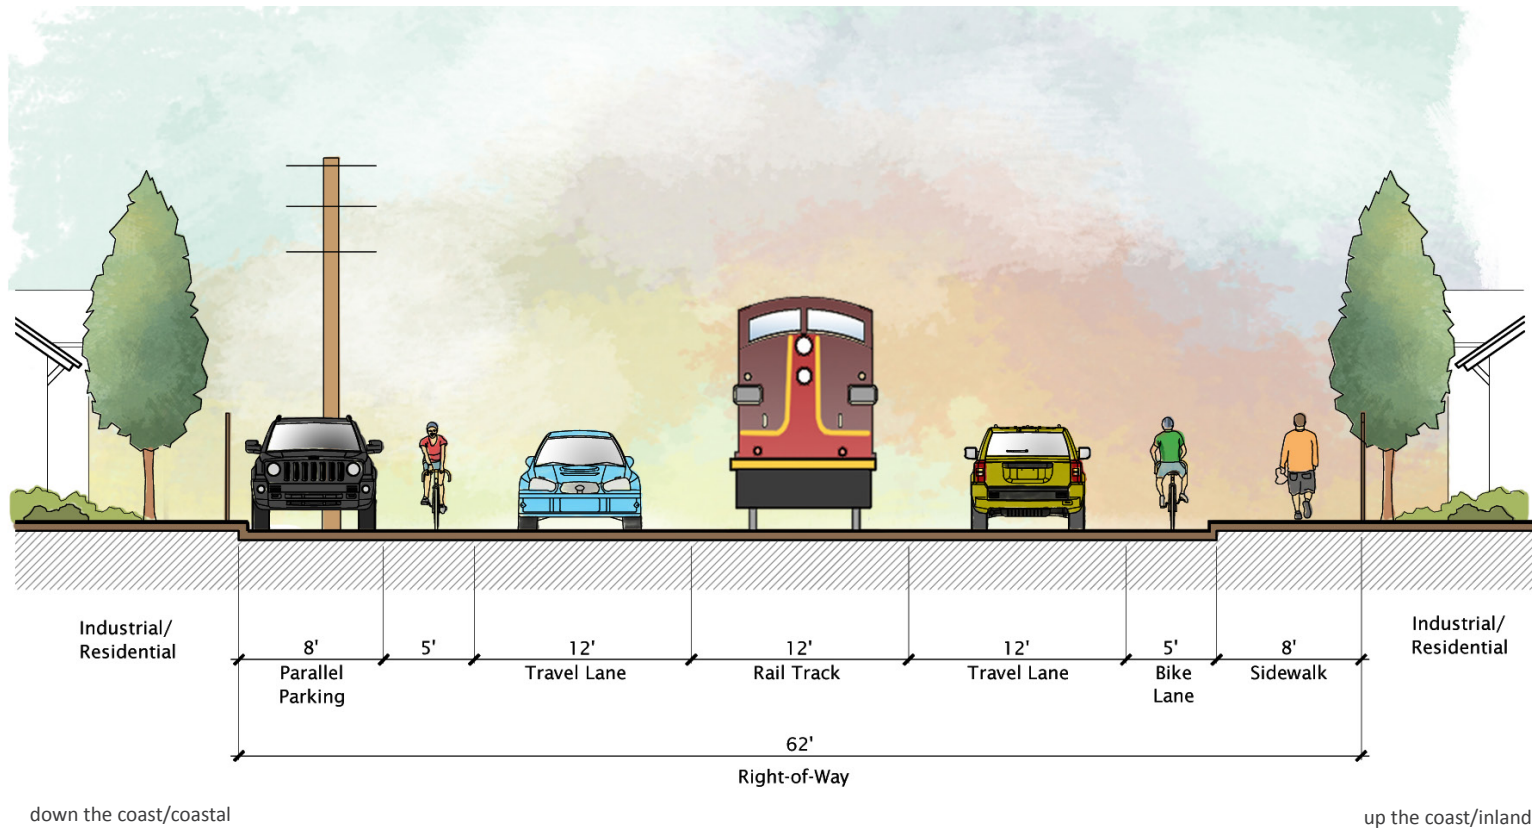 Industrial/
Residential
8'
Parallel
Parking
5'
12'
Travel Lane
12'
Rail Track
12'
Travel Lane
5'
Bike
Lane
8'
Sidewalk
Industrial/
Residential
62'
Right-of-Way
down the coast/coastal
up the coast/inland